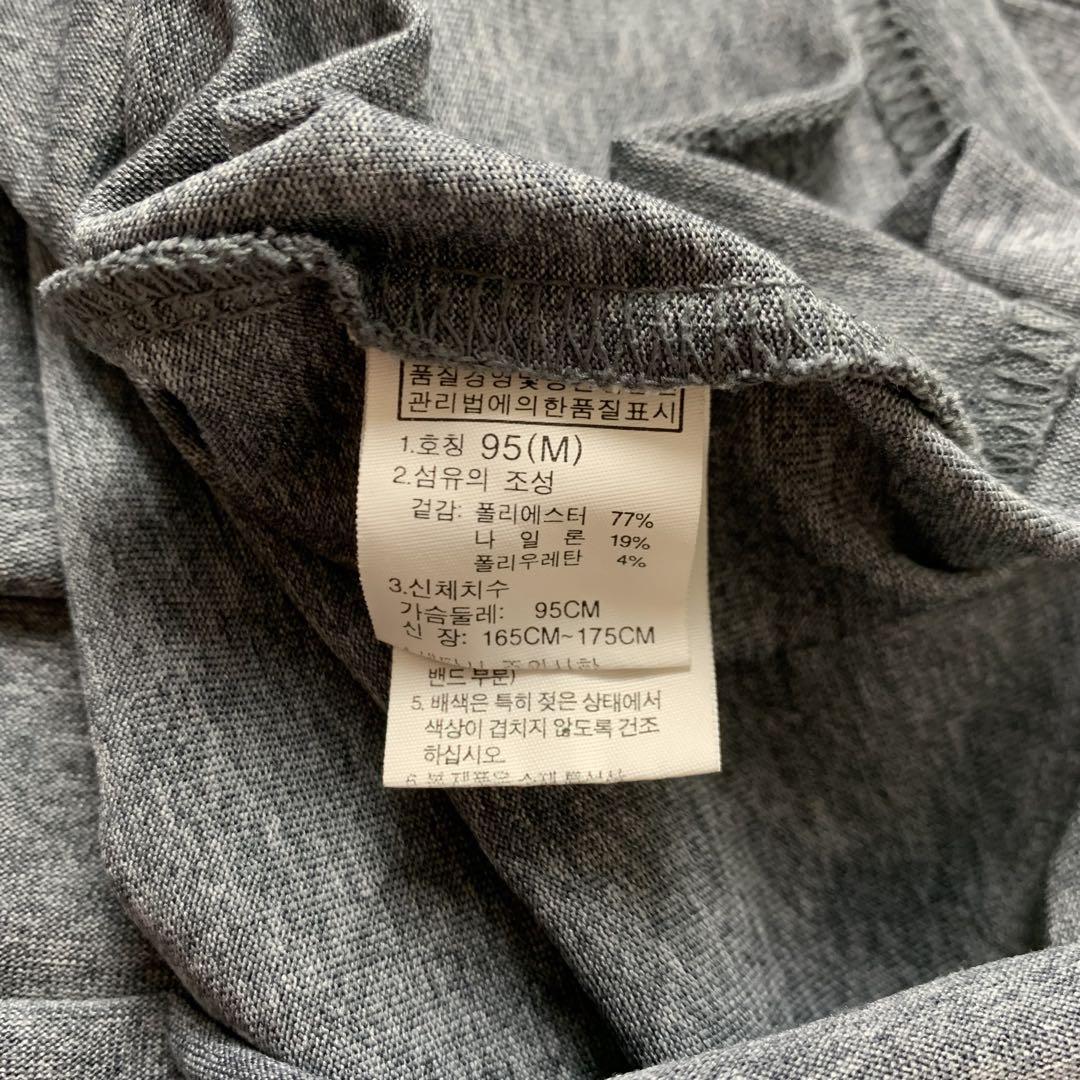 관리법에의한품질표시
1.호칭 95(M)
2.섬유의 조성
겉감: 폴리에스터 77%
나 일 론 19%
폴리우레탄 4%
3.신체치수
가슴둘레: 95CM
신 장: 165CM~175CM
밴드 부분)
5. 배색은 특히 젖은 상태에서
색상이 겹치지 않도록 건조
하십시오.